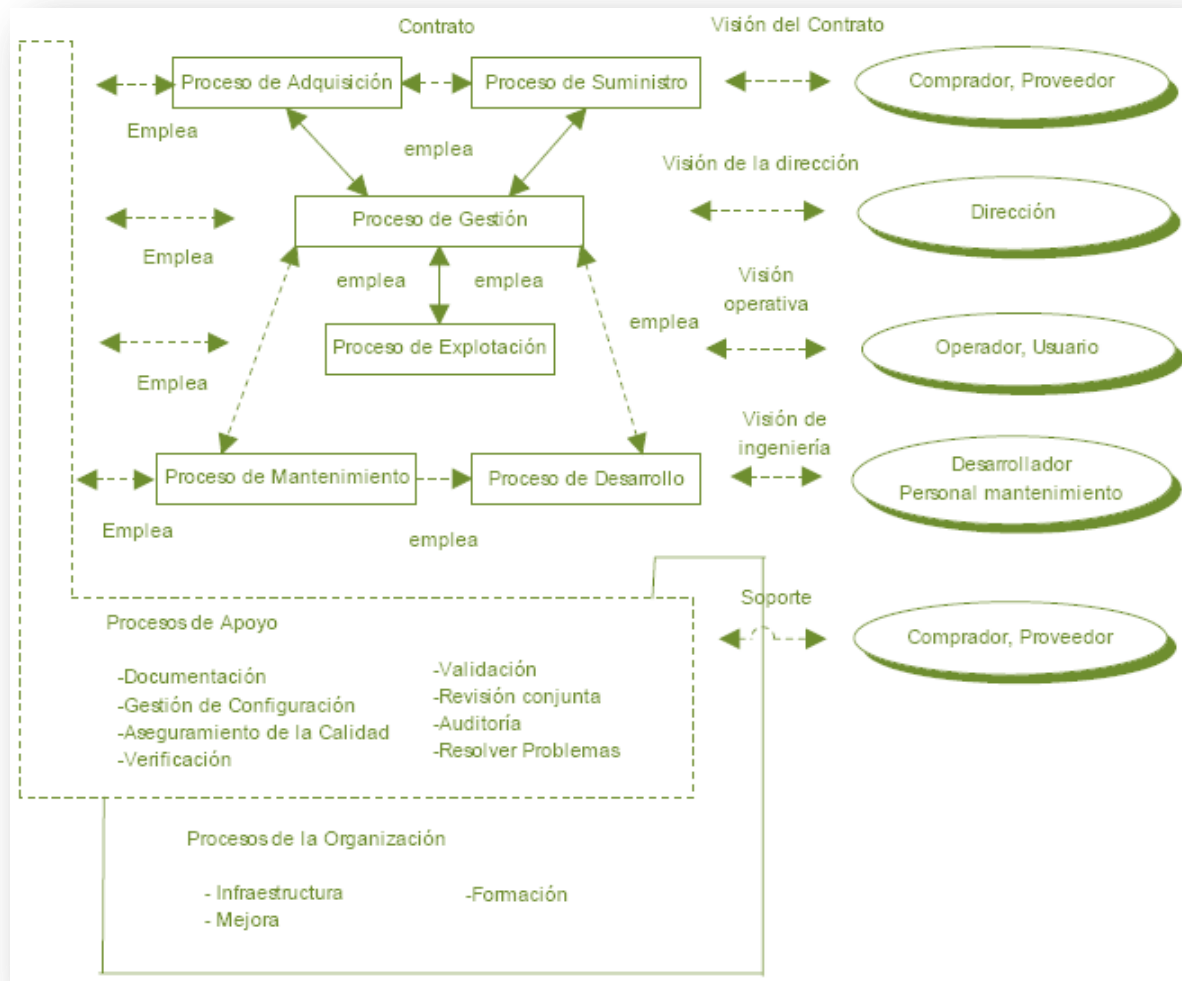 Contrato
Visión del Contrato
Proceso de Adquisición
Proceso de Suministro
Comprador, Proveedor
Emplea
emplea
Visión de la dirección
Proceso de Gestión
Dirección
Emplea
emplea
emplea
Visión
operativa
emplea
Proceso de Explotación
Operador, Usuario
Emplea
Visión de
ingeniería
Proceso de Mantenimiento
Proceso de Desarrollo
Desarrollador
Personal mantenimiento
Emplea
emplea
Soporte
Comprador, Proveedor
Procesos de Apoyo
-Documentación
-Gestión de Configuración
-Aseguramiento de la Calidad
-Verificación
-Validación
-Revisión conjunta
-Auditoría
-Resolver Problemas
Procesos de la Organización
- Infraestructura
- Mejora
-Formación